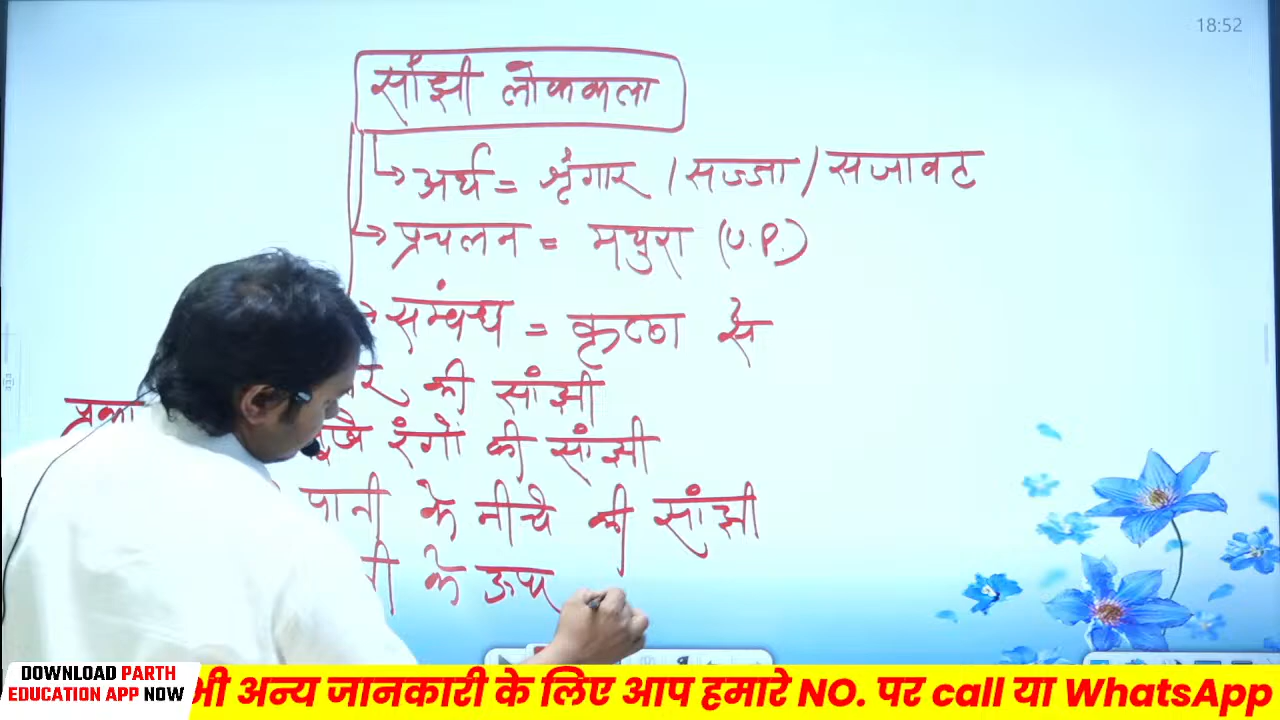 18:52
सांझी लोककला
अर्थ = शृंगार / सज्जा / सजावट
प्रचलन = मथुरा (U.P.)
सम्बन्ध = कृष्ण से
की सांझी
रंगों की सांझी
पानी के नीचे की सांझी
के ऊपर
DOWNLOAD PARTH
EDUCATION APP NOW
अन्य जानकारी के लिए आप हमारे NO. पर call या WhatsApp